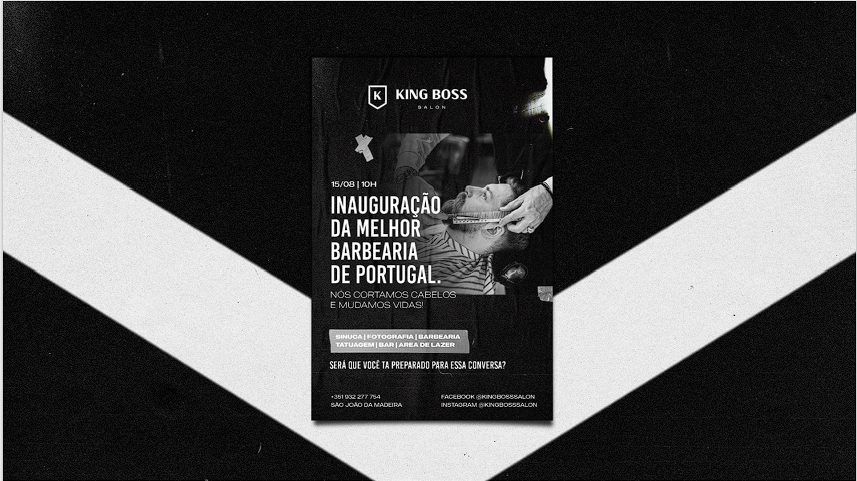 K KING BOSS
SALON
15/08 | 10H
INAUGURAÇÃO
DA MELHOR
BARBEARIA
DE PORTUGAL.
NÓS CORTAMOS CABELOS
E MUDAMOS VIDAS!
SINUCA | FOTOGRAFIA | BARBEARIA
TATUAGEM | BAR | AREA DE LAZER
SERÁ QUE VOCÊ TA PREPARADO PARA ESSA CONVERSA?
+351 932 277 754
SÃO JOÃO DA MADEIRA
FACEBOOK @KINGBOSSSALON
INSTAGRAM @KINGBOSSSALON